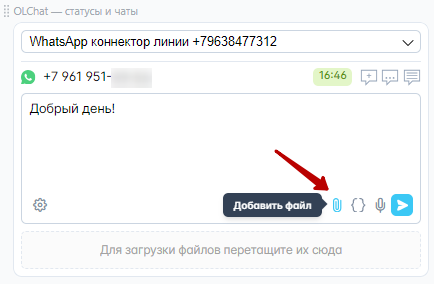 OLChat — статусы и чаты
WhatsApp коннектор линии +79638477312
+7 961 951-
16:46
Добрый день!
Добавить файл
Для загрузки файлов перетащите их сюда